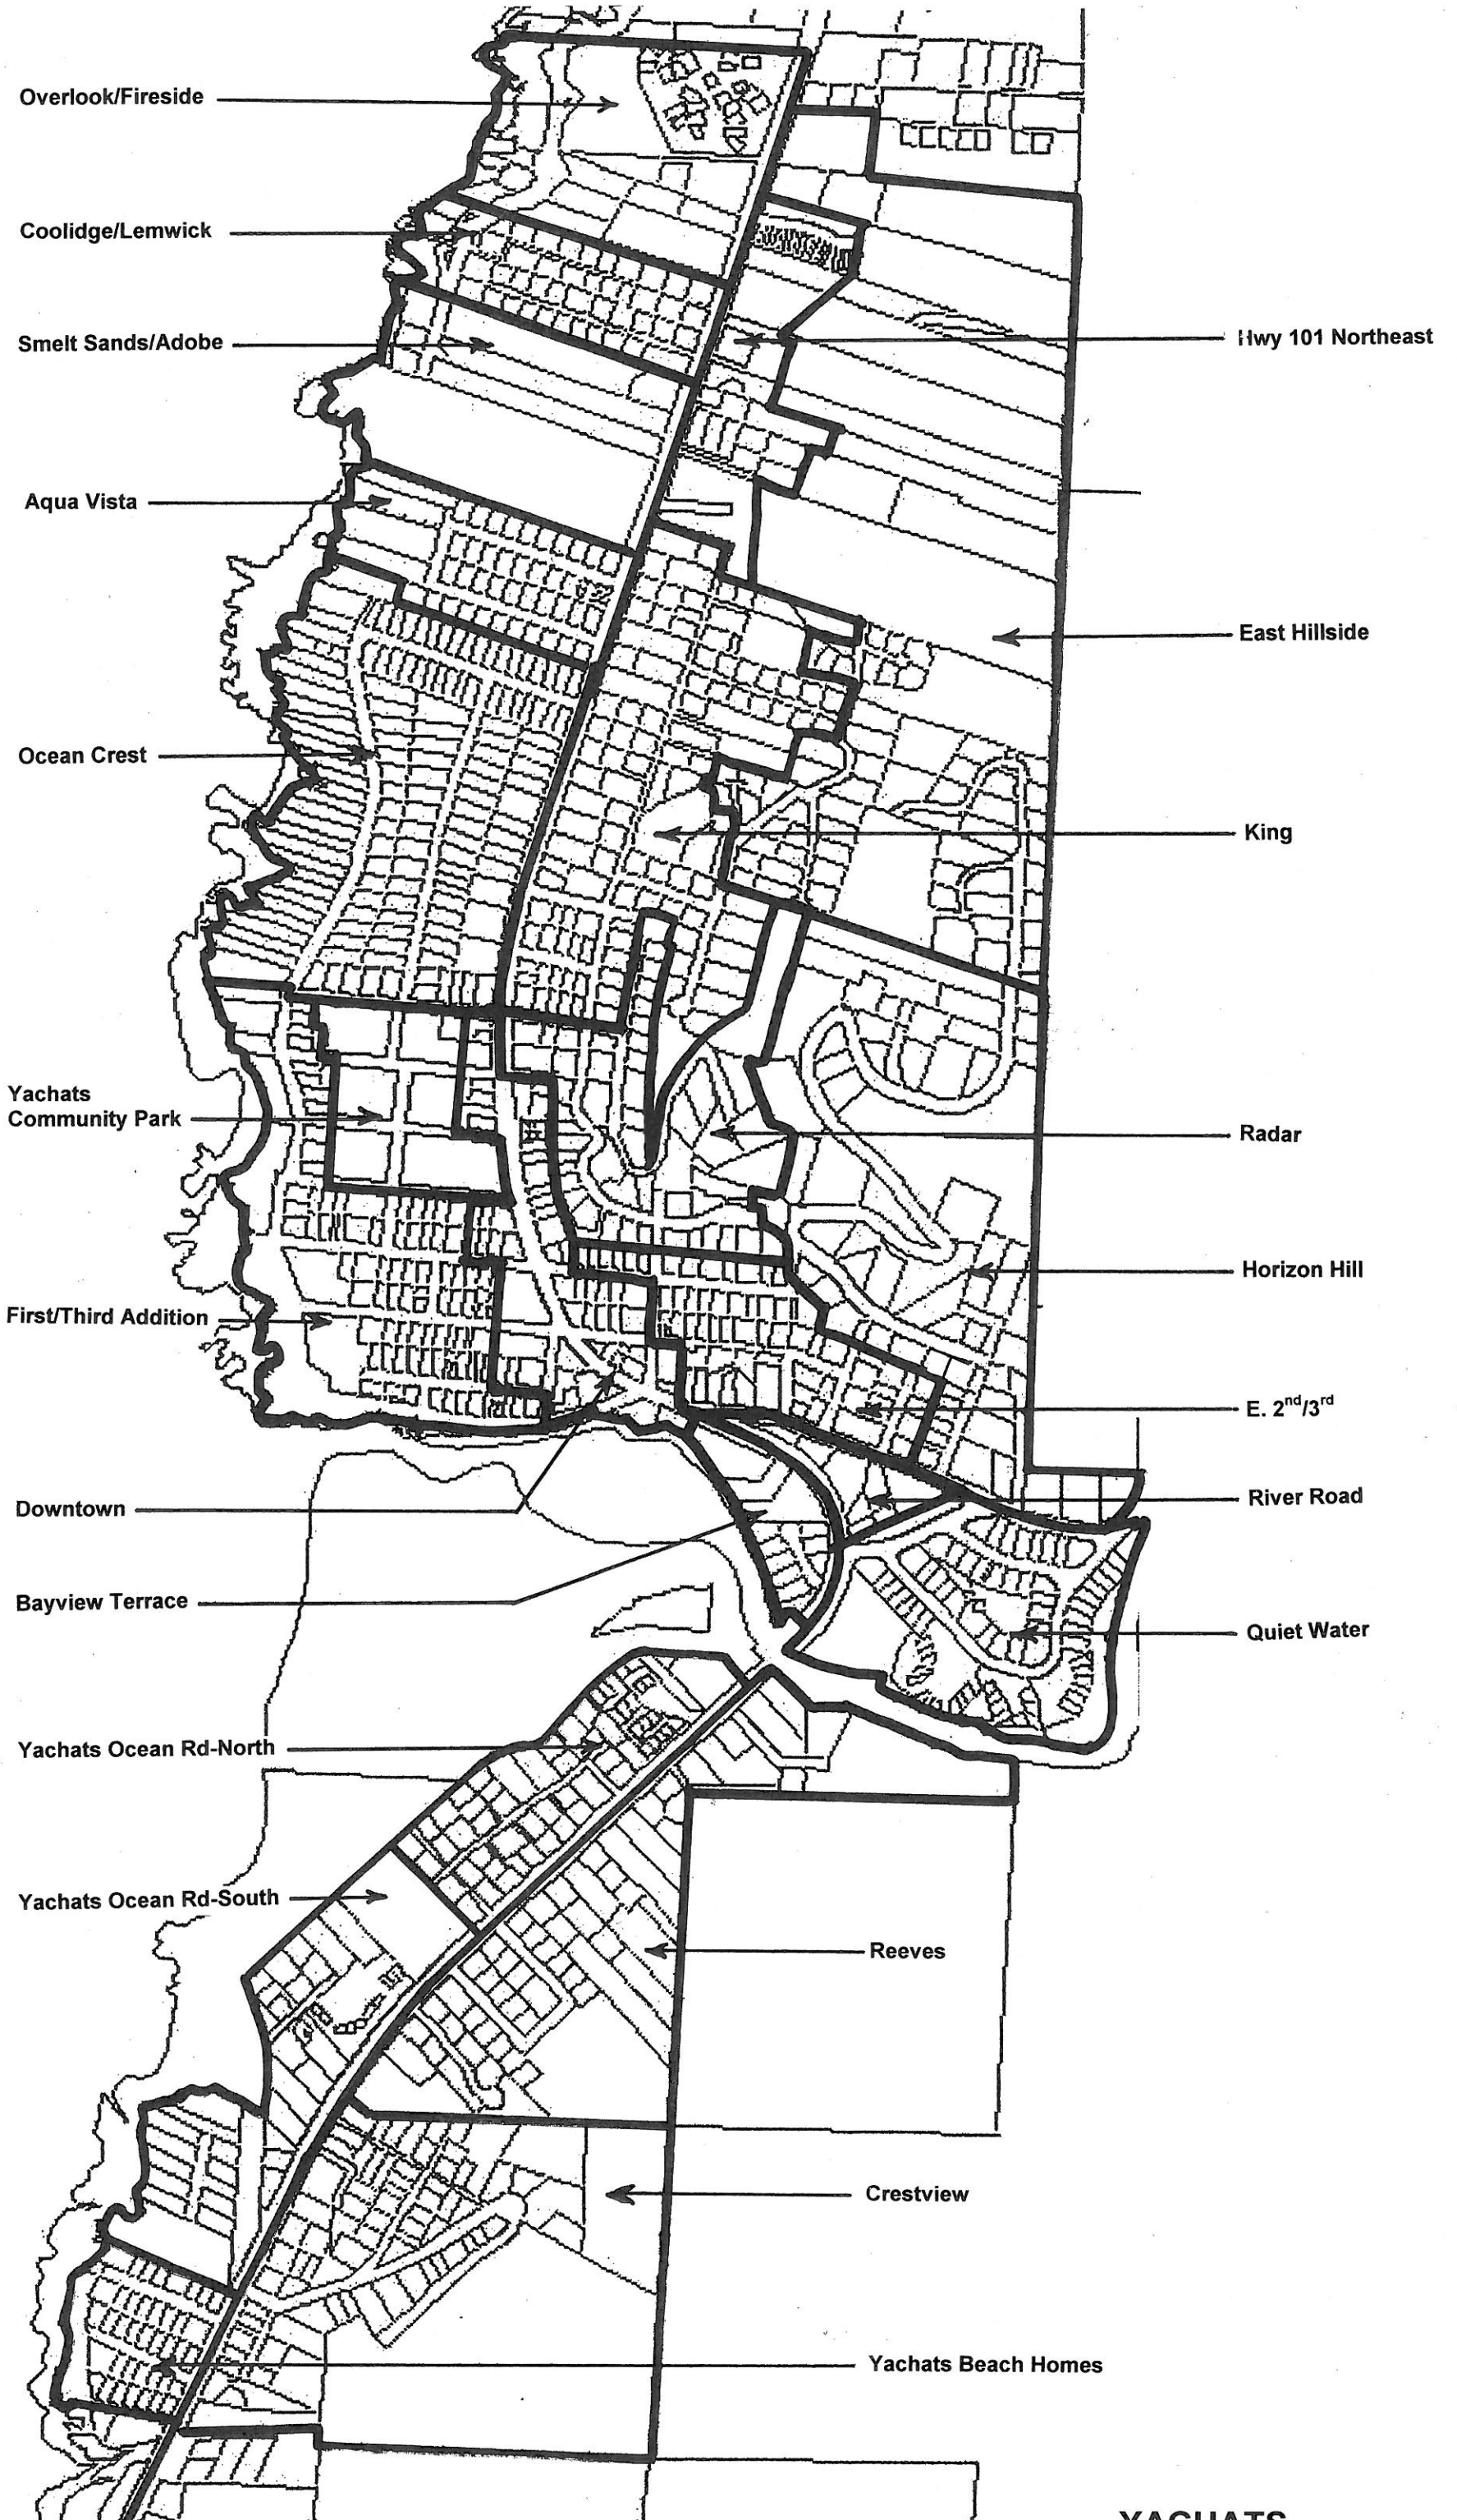 Overlook/Fireside
Coolidge/Lemwick
Smelt Sands/Adobe
Hwy 101 Northeast
Aqua Vista
East Hillside
Ocean Crest
King
Yachats
Community Park
Radar
Horizon Hill
First/Third Addition
E. 2nd/3rd
River Road
Downtown
Bayview Terrace
Quiet Water
Yachats Ocean Rd-North
Yachats Ocean Rd-South
Reeves
Crestview
Yachats Beach Homes
YACHATS